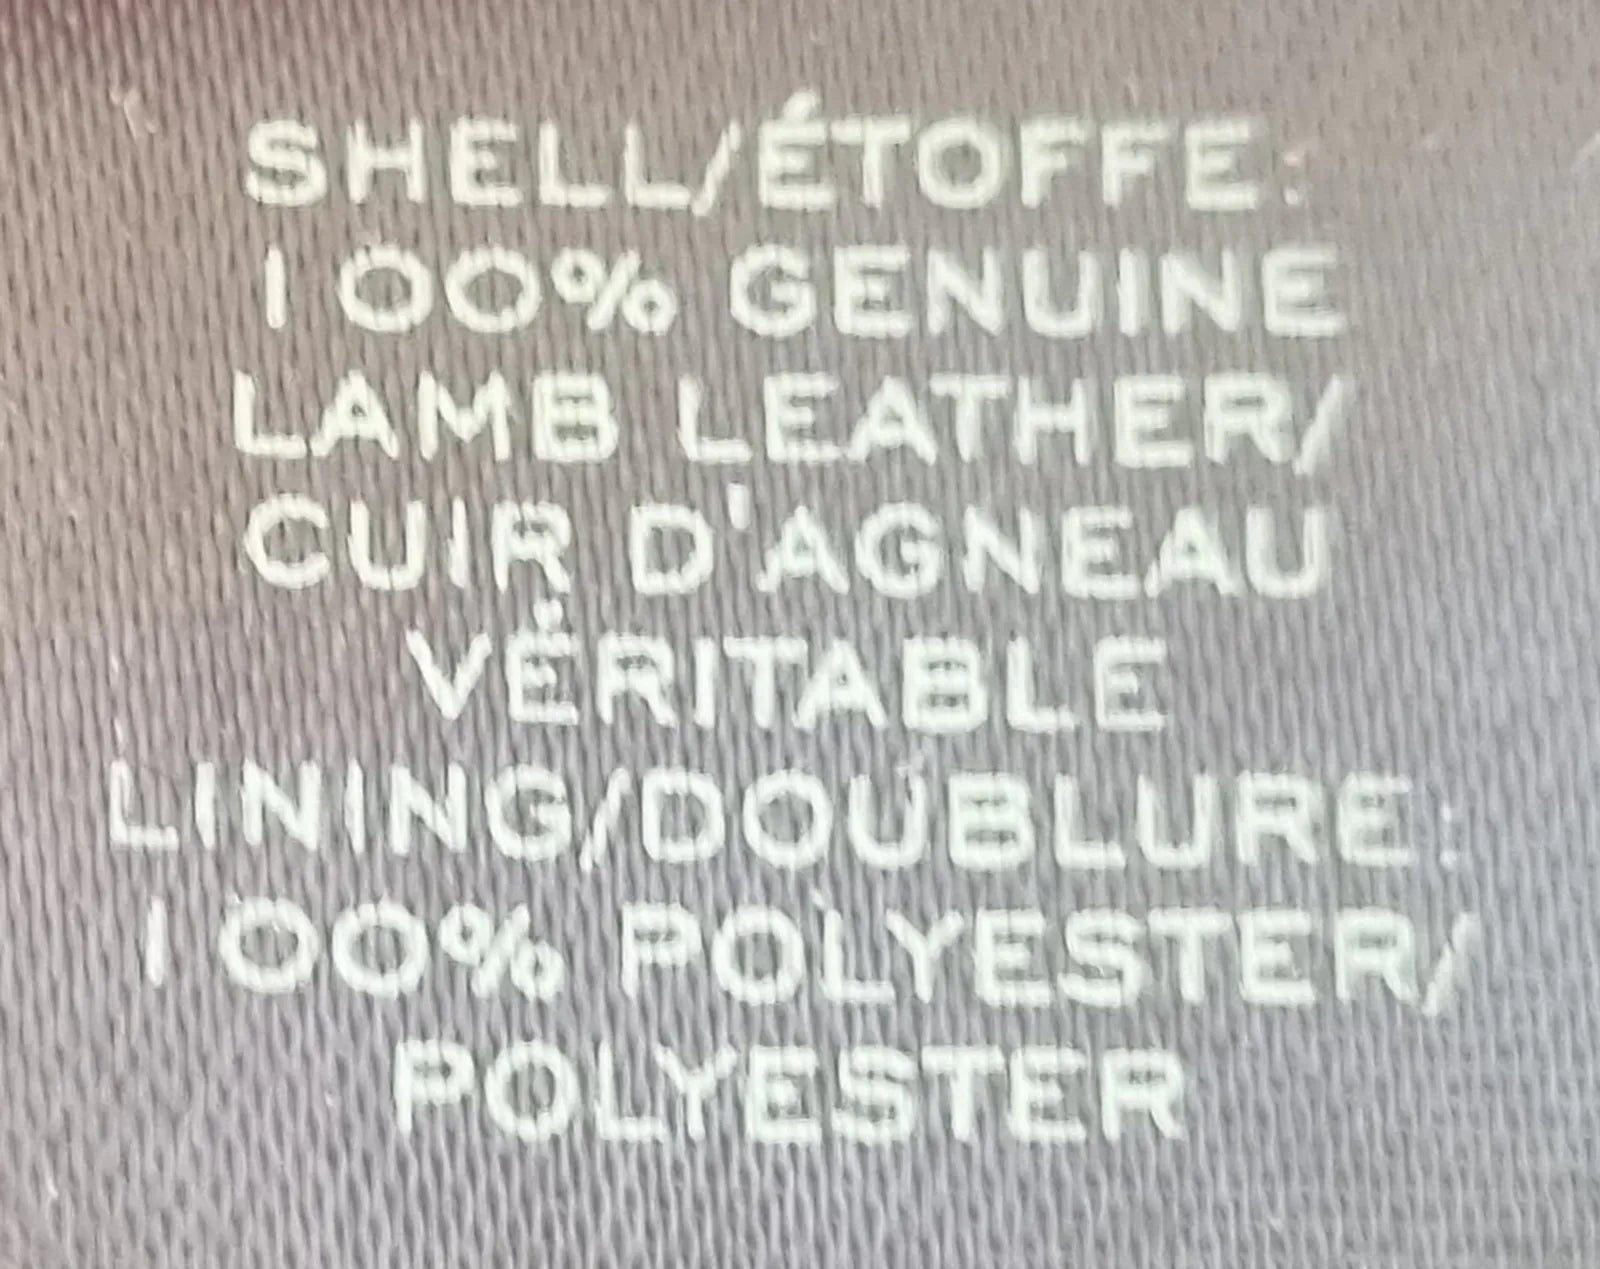 SHELL/ÉTOFFE:
100% GENUINE
LAMB LEATHER/
CUIR D'AGNEAU
VÉRITABLE
LINING/DOUBLURE:
100% POLYESTER/
POLYESTER